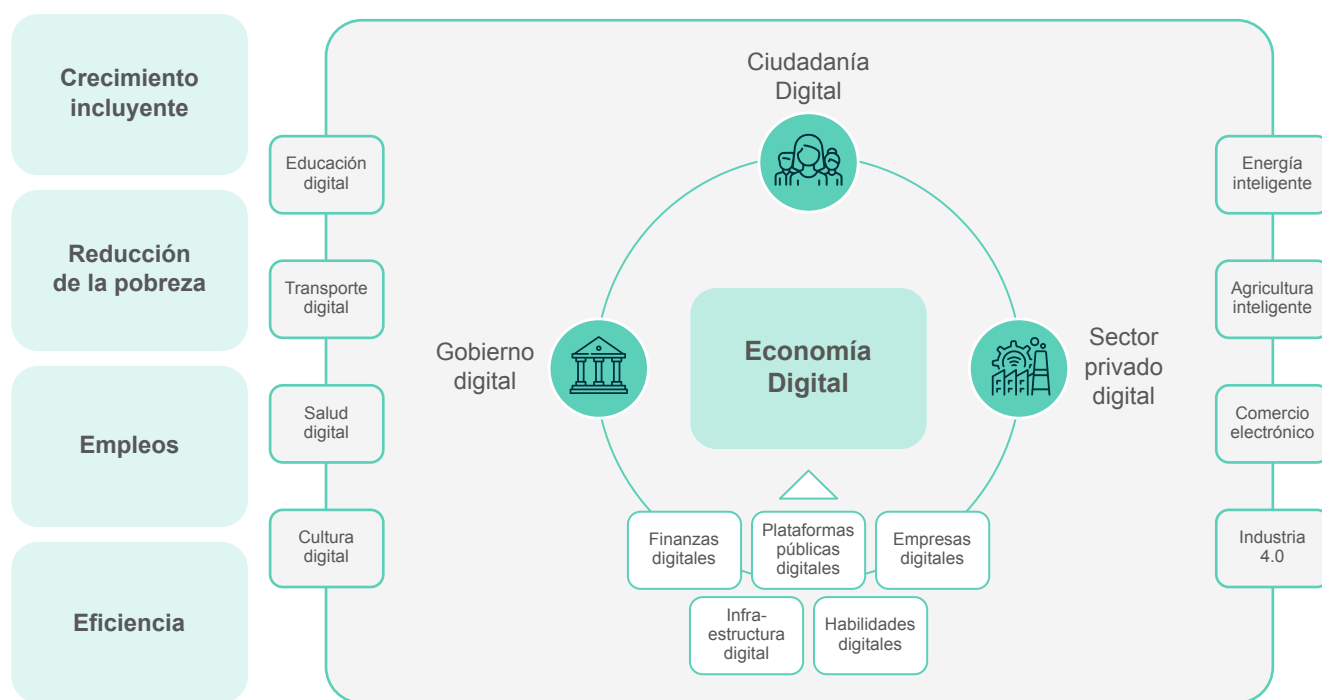 Crecimiento
incluyente
Reducción
de la pobreza
Empleos
Eficiencia
Educación
digital
Transporte
digital
Salud
digital
Cultura
digital
Ciudadanía
Digital
Gobierno
digital
Economía
Digital
Sector
privado
digital
Finanzas
digitales
Plataformas
públicas
digitales
Empresas
digitales
Infra-
estructura
digital
Habilidades
digitales
Energía
inteligente
Agricultura
inteligente
Comercio
electrónico
Industria
4.0